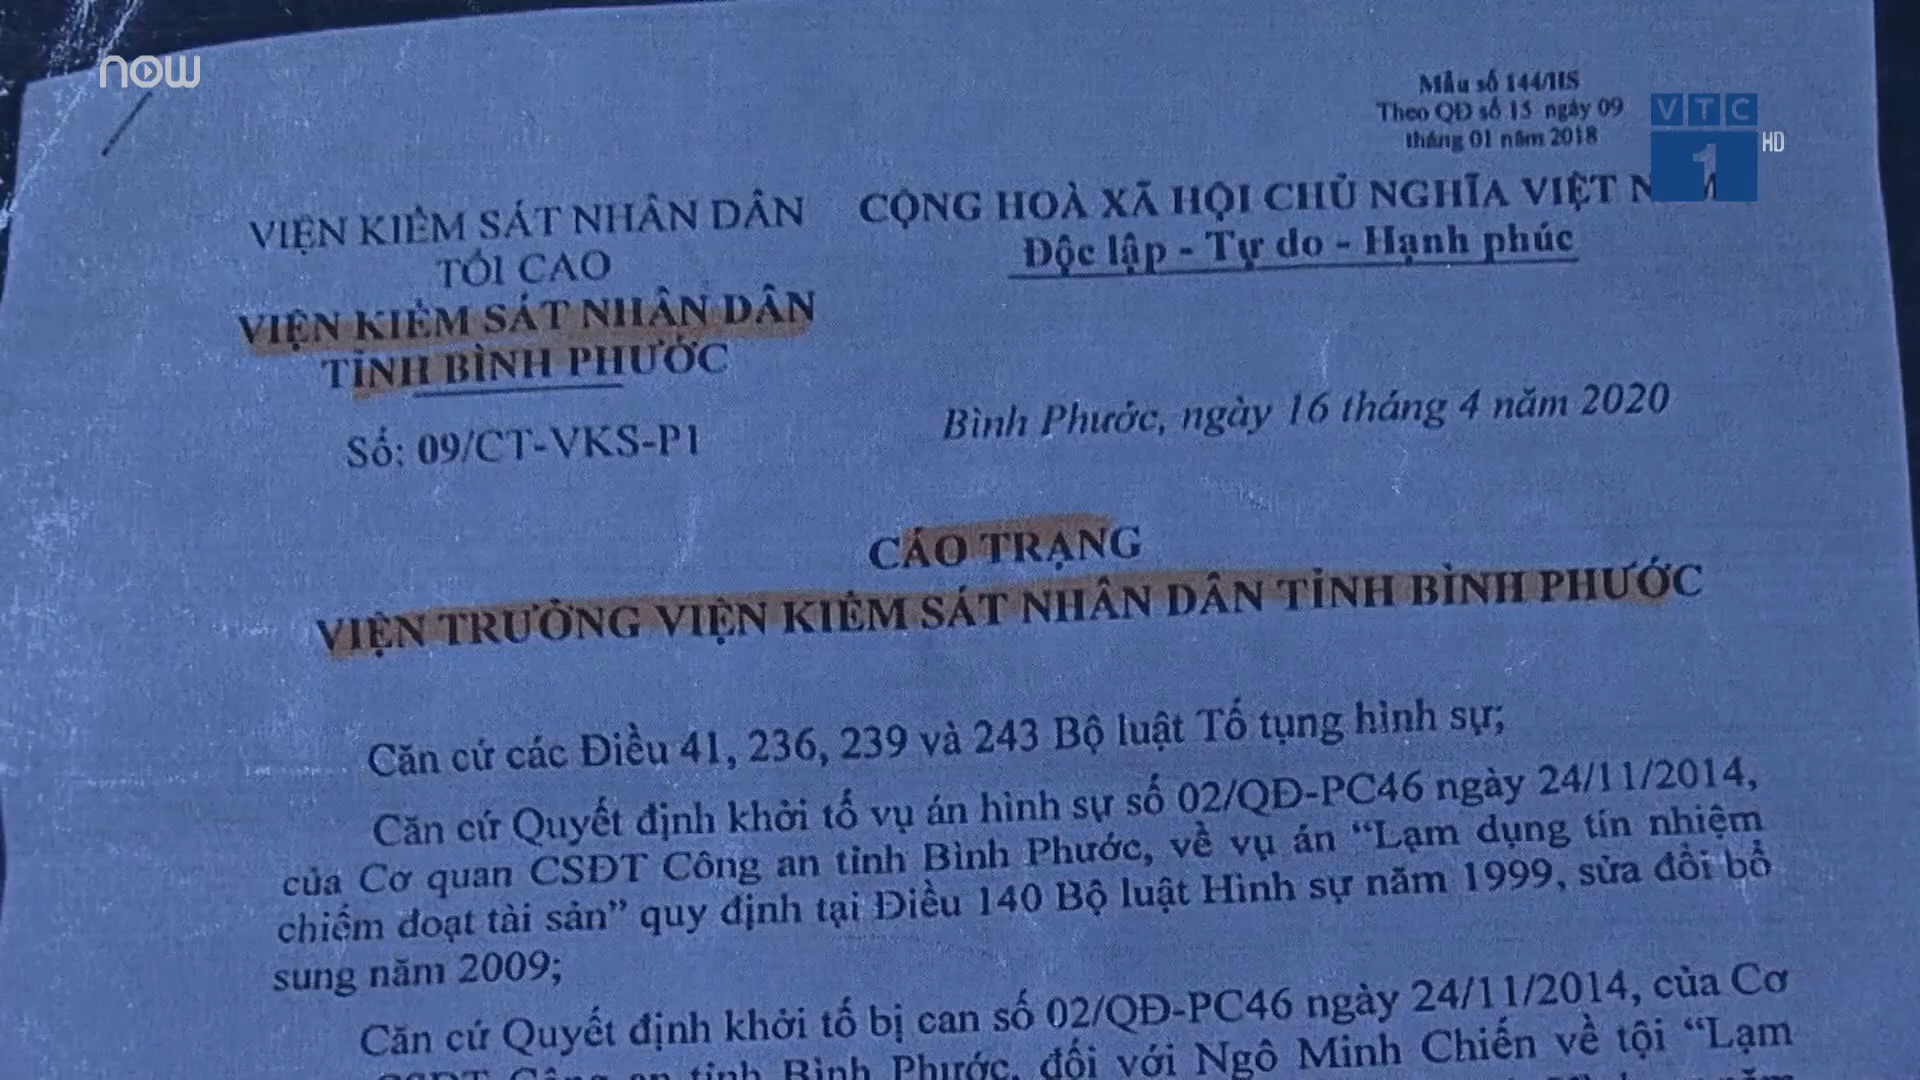 now
VTC
1
HD
Mẫu số 144/HS
Theo QĐ số 15 ngày 09
tháng 01 năm 2018
VIỆN KIỂM SÁT NHÂN DÂN
TỐI CAO
VIỆN KIỂM SÁT NHÂN DÂN
TỈNH BÌNH PHƯỚC
Số: 09/CT-VKS-P1
CỘNG HOÀ XÃ HỘI CHỦ NGHĨA VIỆT
Độc lập - Tự do - Hạnh phúc
Bình Phước, ngày 16 tháng 4 năm 2020
CÁO TRẠNG
VIỆN TRƯỞNG VIỆN KIỂM SÁT NHÂN DÂN TỈNH BÌNH PHƯỚC
Căn cứ các Điều 41, 236, 239 và 243 Bộ luật Tố tụng hình sự;
Căn cứ Quyết định khởi tố vụ án hình sự số 02/QĐ-PC46 ngày 24/11/2014,
của Cơ quan CSĐT Công an tỉnh Bình Phước, về vụ án “Lạm dụng tín nhiệm
chiếm đoạt tài sản” quy định tại Điều 140 Bộ luật Hình sự năm 1999, sửa đổi bổ
sung năm 2009;
Căn cứ Quyết định khởi tố bị can số 02/QĐ-PC46 ngày 24/11/2014, của Cơ
CSĐT Công an tỉnh Bình Phước, đối với Ngô Minh Chiến về tội “Lạm